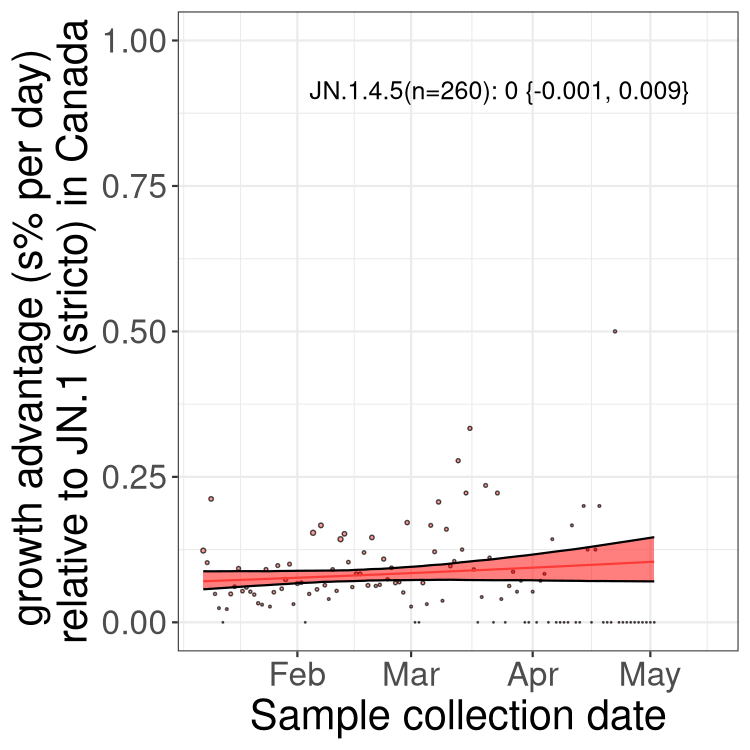 growth advantage (s% per day)
relative to JN.1 (stricto) in Canada
1.00
0.75
0.50
0.25
0.00
JN.1.4.5(n=260): 0 {-0.001, 0.009}
Feb Mar Apr May
Sample collection date